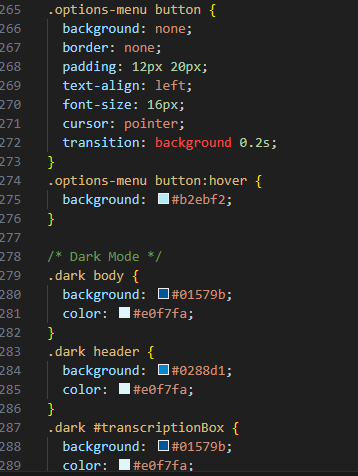 265 .options-menu button {
266 background: none;
267 border: none;
268 padding: 12px 20px;
269 text-align: left;
270 font-size: 16px;
271 cursor: pointer;
272 transition: background 0.2s;
273 }
274 .options-menu button:hover {
275 background: #b2ebf2;
276 }
277
278 /* Dark Mode */
279 .dark body {
280 background: #01579b;
281 color: #e0f7fa;
282 }
283 .dark header {
284 background: #0288d1;
285 color: #e0f7fa;
286 }
287 .dark #transcriptionBox {
288 background: #01579b;
289 color: #e0f7fa;